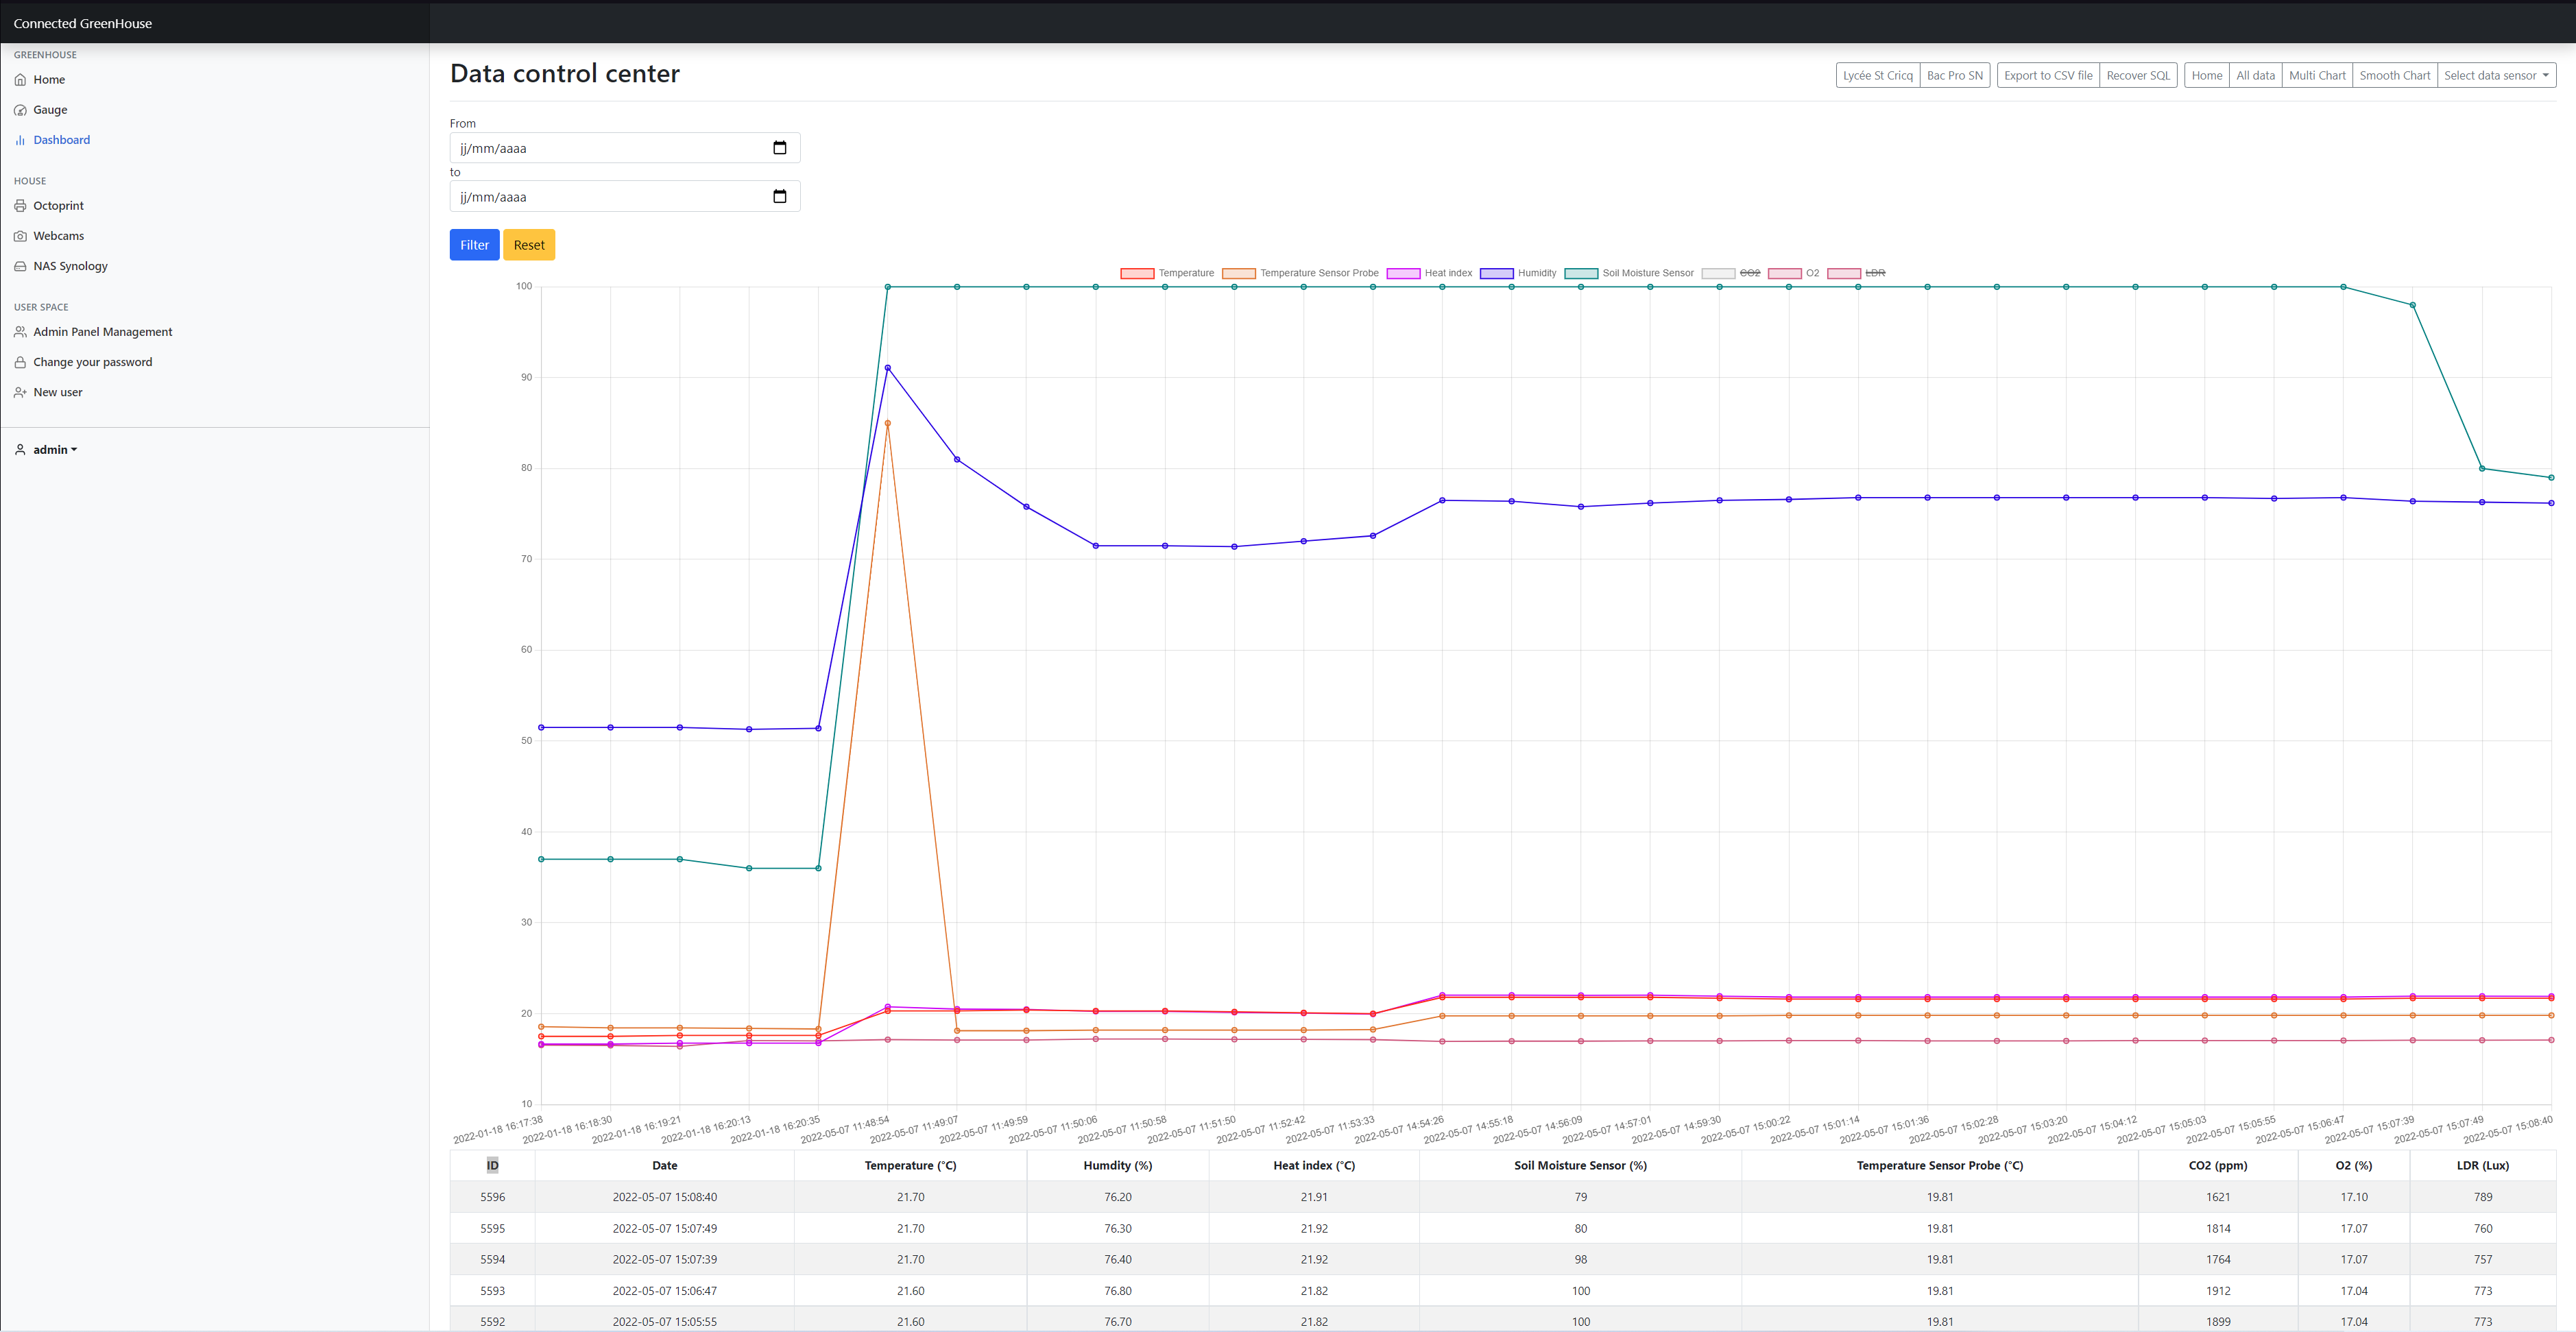 Connected GreenHouse
GREENHOUSE
Home
Gauge
Dashboard
HOUSE
Octoprint
Webcams
NAS Synology
USER SPACE
Admin Panel Management
Change your password
New user
admin
Data control center
Lycée St Cricq Bac Pro SN Export to CSV file Recover SQL Home All data Multi Chart Smooth Chart Select data sensor
From
jj/mm/aaaa
to
jj/mm/aaaa
Filter Reset
Temperature Temperature Sensor Probe Heat index Humidity Soil Moisture Sensor CO2 O2 LDR
100
90
80
70
60
50
40
30
20
10
2022-01-18 16:17:38 2022-01-18 16:18:30 2022-01-18 16:19:21 2022-01-18 16:20:13 2022-01-18 16:20:35 2022-05-07 11:48:54 2022-05-07 11:49:07 2022-05-07 11:49:59 2022-05-07 11:50:06 2022-05-07 11:50:58 2022-05-07 11:51:50 2022-05-07 11:52:42 2022-05-07 11:53:33 2022-05-07 14:54:26 2022-05-07 14:55:18 2022-05-07 14:56:09 2022-05-07 14:57:01 2022-05-07 14:59:30 2022-05-07 15:00:22 2022-05-07 15:01:14 2022-05-07 15:01:36 2022-05-07 15:02:28 2022-05-07 15:03:20 2022-05-07 15:04:12 2022-05-07 15:05:03 2022-05-07 15:05:55 2022-05-07 15:06:47 2022-05-07 15:07:39 2022-05-07 15:07:49 2022-05-07 15:08:40
ID Date Temperature (°C) Humdity (%) Heat index (°C) Soil Moisture Sensor (%) Temperature Sensor Probe (°C) CO2 (ppm) O2 (%) LDR (Lux)
5596 2022-05-07 15:08:40 21.70 76.20 21.91 79 19.81 1621 17.10 789
5595 2022-05-07 15:07:49 21.70 76.30 21.92 80 19.81 1814 17.07 760
5594 2022-05-07 15:07:39 21.70 76.40 21.92 98 19.81 1764 17.07 757
5593 2022-05-07 15:06:47 21.60 76.80 21.82 100 19.81 1912 17.04 773
5592 2022-05-07 15:05:55 21.60 76.70 21.82 100 19.81 1899 17.04 773